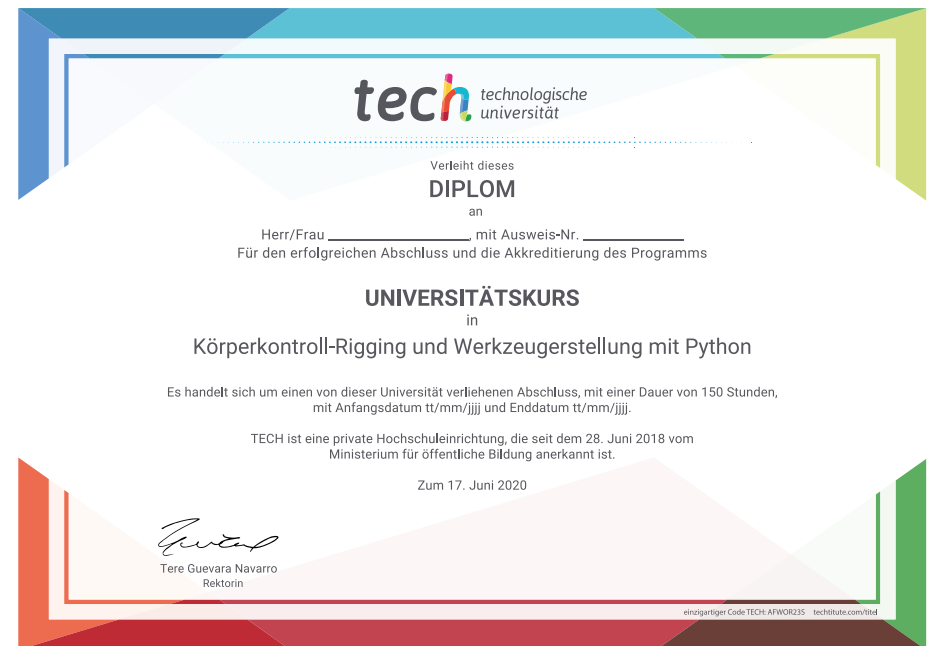 tech technologische
universität
Verleiht dieses
DIPLOM
an
Herr/Frau ____________________, mit Ausweis-Nr. ______________
Für den erfolgreichen Abschluss und die Akkreditierung des Programms
UNIVERSITÄTSKURS
in
Körperkontroll-Rigging und Werkzeugerstellung mit Python
Es handelt sich um einen von dieser Universität verliehenen Abschluss, mit einer Dauer von 150 Stunden,
mit Anfangsdatum tt/mm/jjjj und Enddatum tt/mm/jjjj.
TECH ist eine private Hochschuleinrichtung, die seit dem 28. Juni 2018 vom
Ministerium für öffentliche Bildung anerkannt ist.
Zum 17. Juni 2020
Tere Guevara Navarro
Rektorin
einzigartiger Code TECH: AFWOR23S techtitute.com/titel